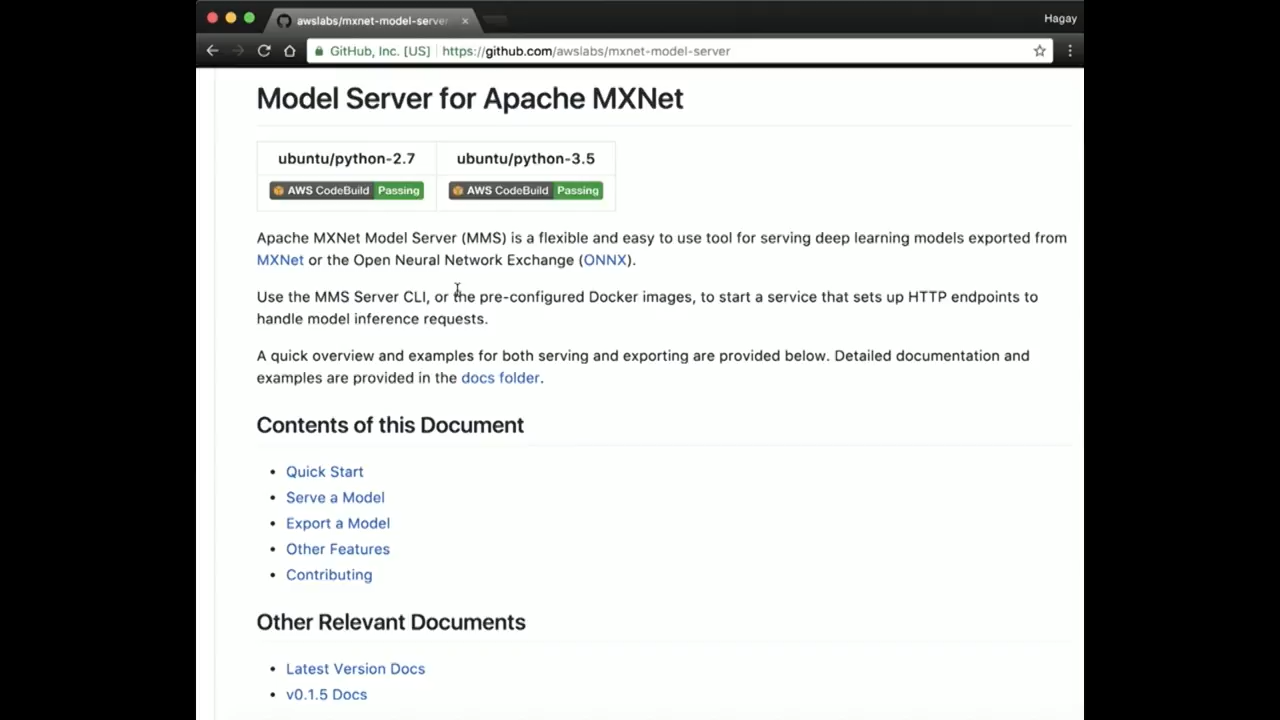 awslabs/mxnet-model-server
Hagay
GitHub, Inc. [US] https://github.com/awslabs/mxnet-model-server
Model Server for Apache MXNet
ubuntu/python-2.7 ubuntu/python-3.5
AWS CodeBuild Passing AWS CodeBuild Passing
Apache MXNet Model Server (MMS) is a flexible and easy to use tool for serving deep learning models exported from
MXNet or the Open Neural Network Exchange (ONNX).
Use the MMS Server CLI, or the pre-configured Docker images, to start a service that sets up HTTP endpoints to
handle model inference requests.
A quick overview and examples for both serving and exporting are provided below. Detailed documentation and
examples are provided in the docs folder.
Contents of this Document
• Quick Start
• Serve a Model
• Export a Model
• Other Features
• Contributing
Other Relevant Documents
• Latest Version Docs
• v0.1.5 Docs